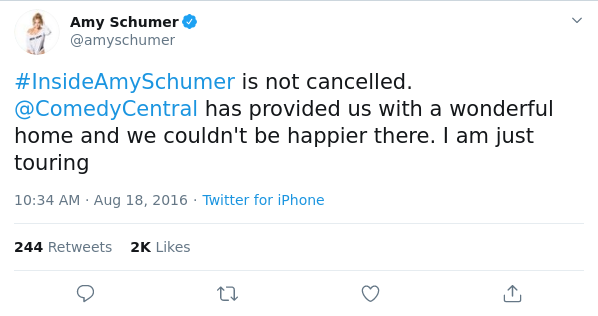 Amy Schumer
@amyschumer
#InsideAmySchumer is not cancelled.
@ComedyCentral has provided us with a wonderful
home and we couldn't be happier there. I am just
touring
10:34 AM · Aug 18, 2016 · Twitter for iPhone
244 Retweets 2K Likes